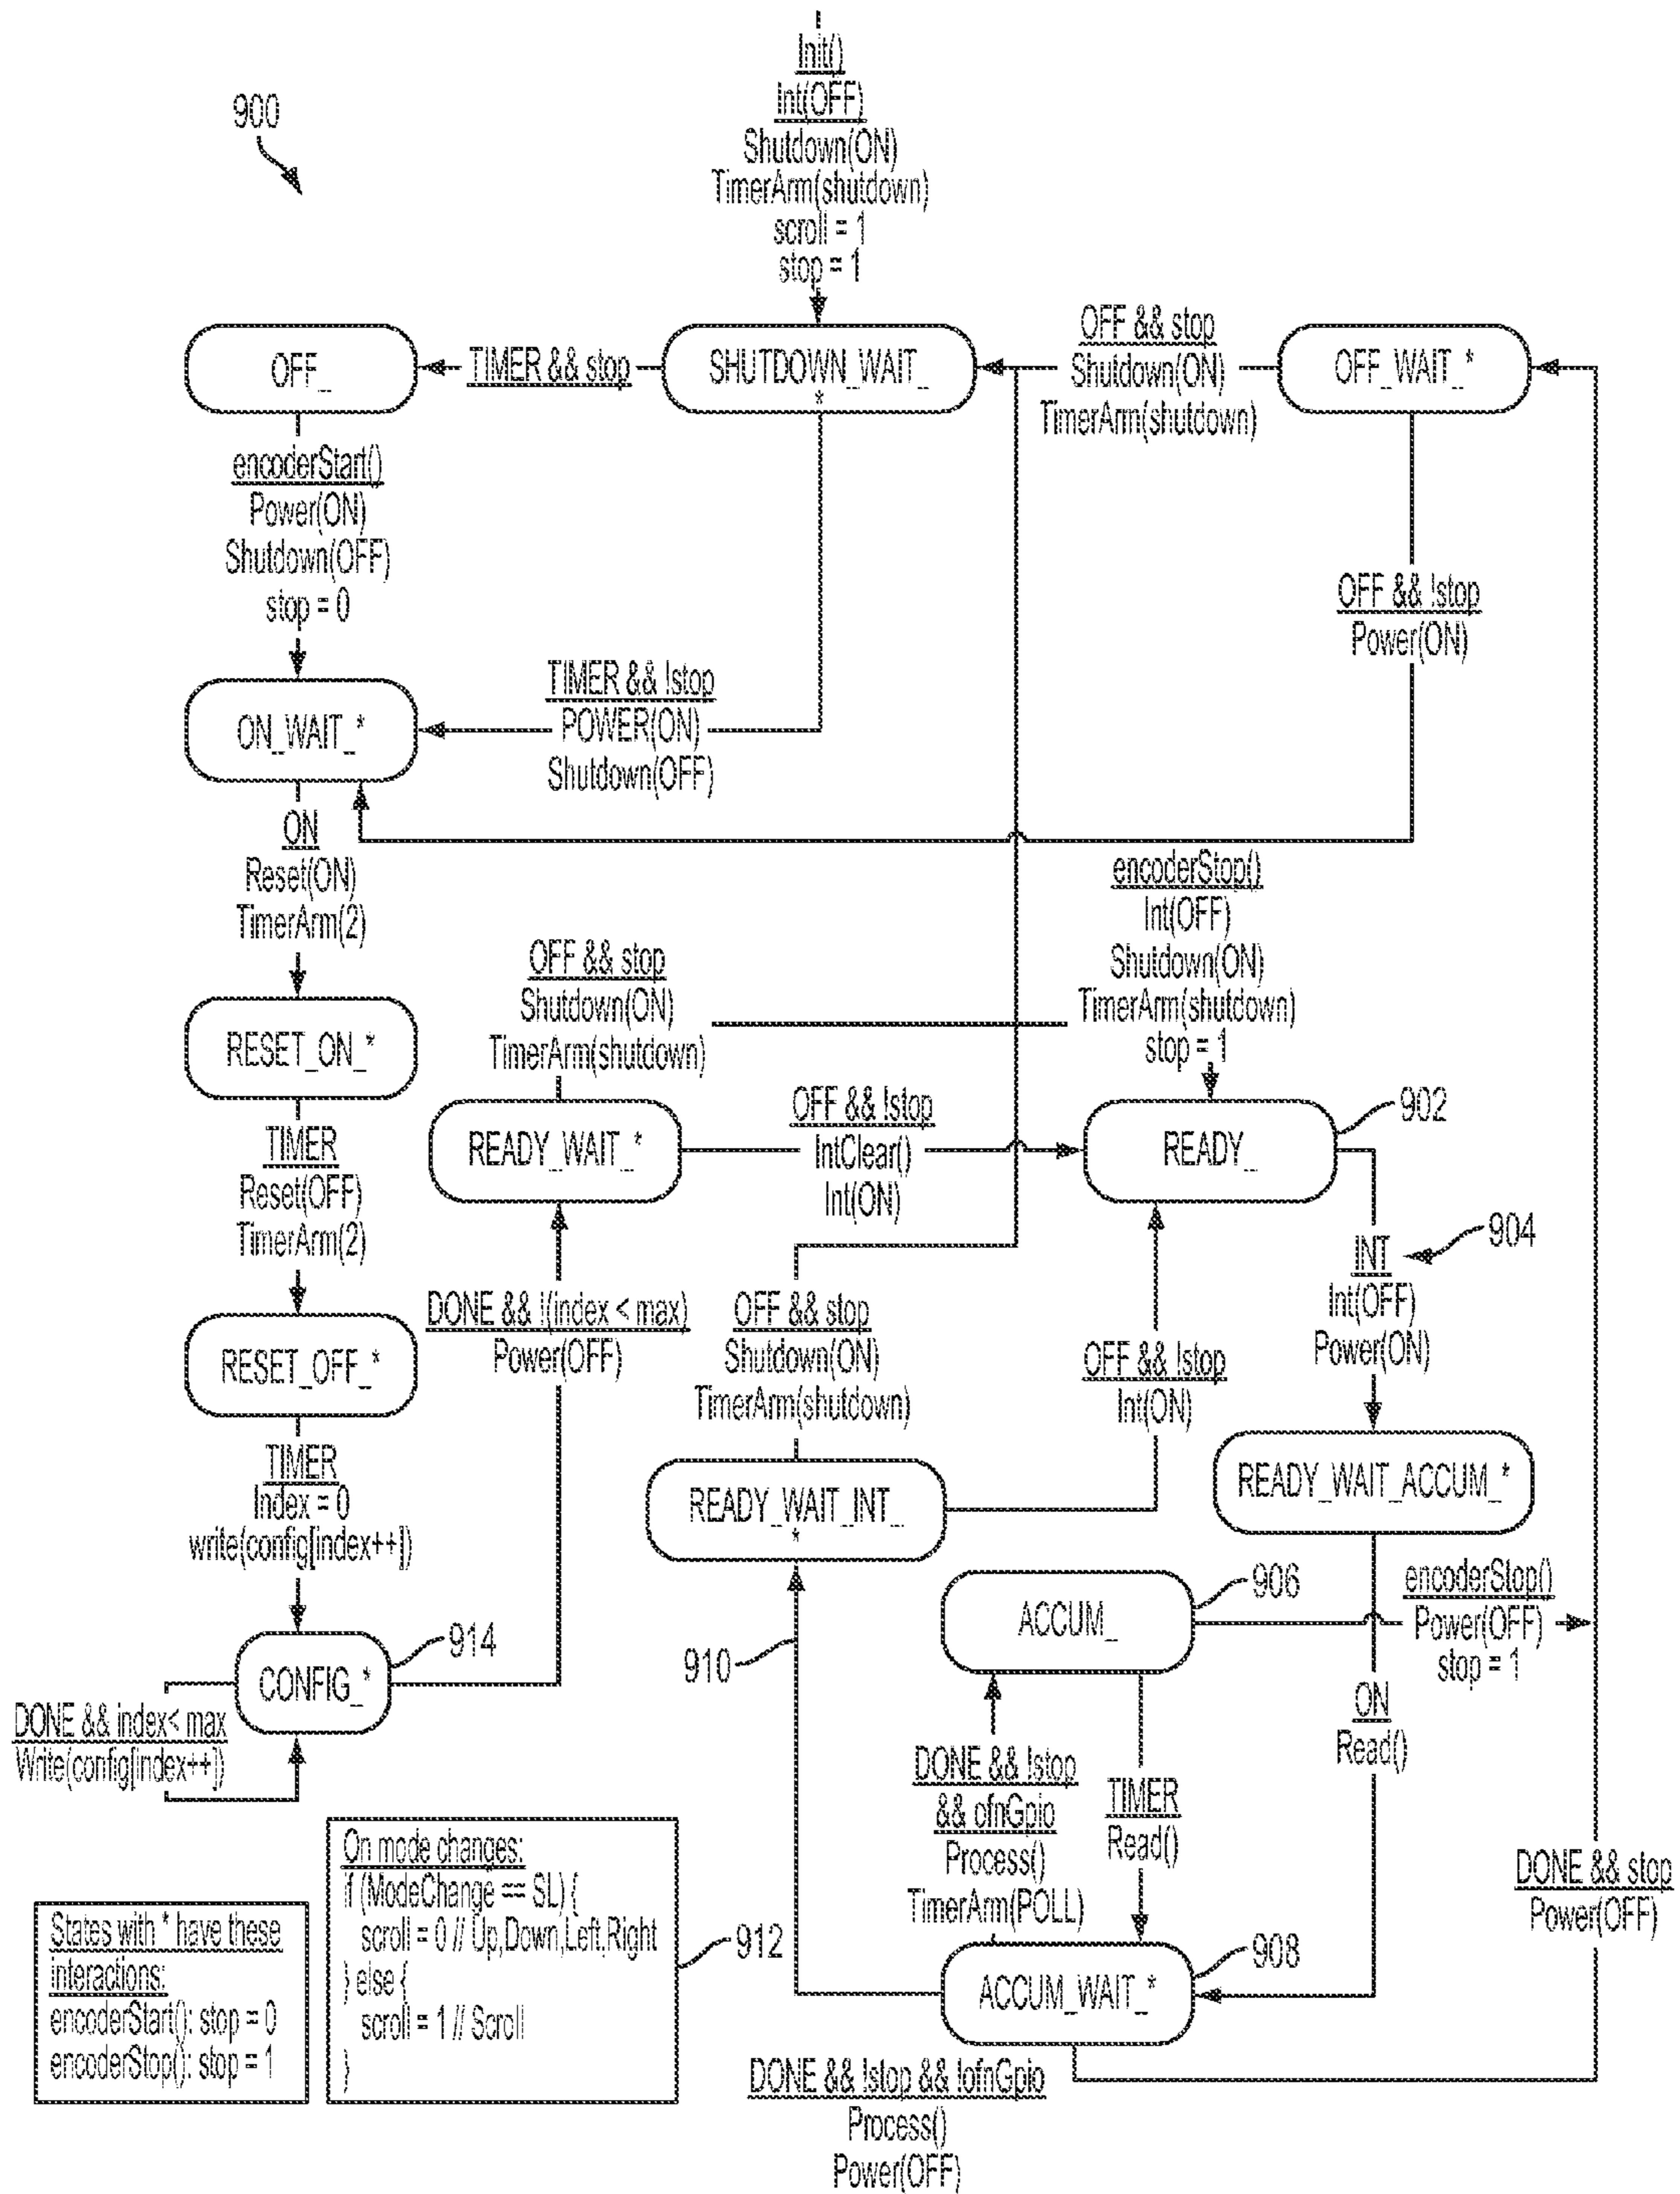 900
Init()
Int(OFF)
Shutdown(ON)
TimerArm(shutdown)
scroll = 1
stop = 1
OFF_
TIMER && stop
SHUTDOWN_WAIT_
*
OFF && stop
Shutdown(ON)
TimerArm(shutdown)
OFF_WAIT_*
encoderStart()
Power(ON)
Shutdown(OFF)
stop = 0
OFF && !stop
Power(ON)
ON_WAIT_*
TIMER && !stop
POWER(ON)
Shutdown(OFF)
ON
Reset(ON)
TimerArm(2)
encoderStop()
Int(OFF)
Shutdown(ON)
TimerArm(shutdown)
stop = 1
OFF && stop
Shutdown(ON)
TimerArm(shutdown)
RESET_ON_*
READY_WAIT_*
OFF && !stop
IntClear()
Int(ON)
READY_
902
TIMER
Reset(OFF)
TimerArm(2)
904
INT
Int(OFF)
Power(ON)
RESET_OFF_*
DONE && !(index < max)
Power(OFF)
OFF && stop
Shutdown(ON)
TimerArm(shutdown)
OFF && !stop
Int(ON)
TIMER
Index = 0
write(config[index++])
READY_WAIT_INT_
*
READY_WAIT_ACCUM_*
906
ACCUM_
encoderStop()
Power(OFF)
stop = 1
910
914
CONFIG_*
DONE && index< max
Write(config[index++])
ON
Read()
DONE && !stop
&& ofnGpio
Process()
TimerArm(POLL)
TIMER
Read()
DONE && stop
Power(OFF)
States with * have these
interactions:
encoderStart(): stop = 0
encoderStop(): stop = 1
On mode changes:
if (ModeChange == SL) {
scroll = 0 // Up,Down,Left,Right
} else {
scroll = 1 // Scroll
}
912
908
ACCUM_WAIT_*
DONE && !stop && !ofnGpio
Process()
Power(OFF)